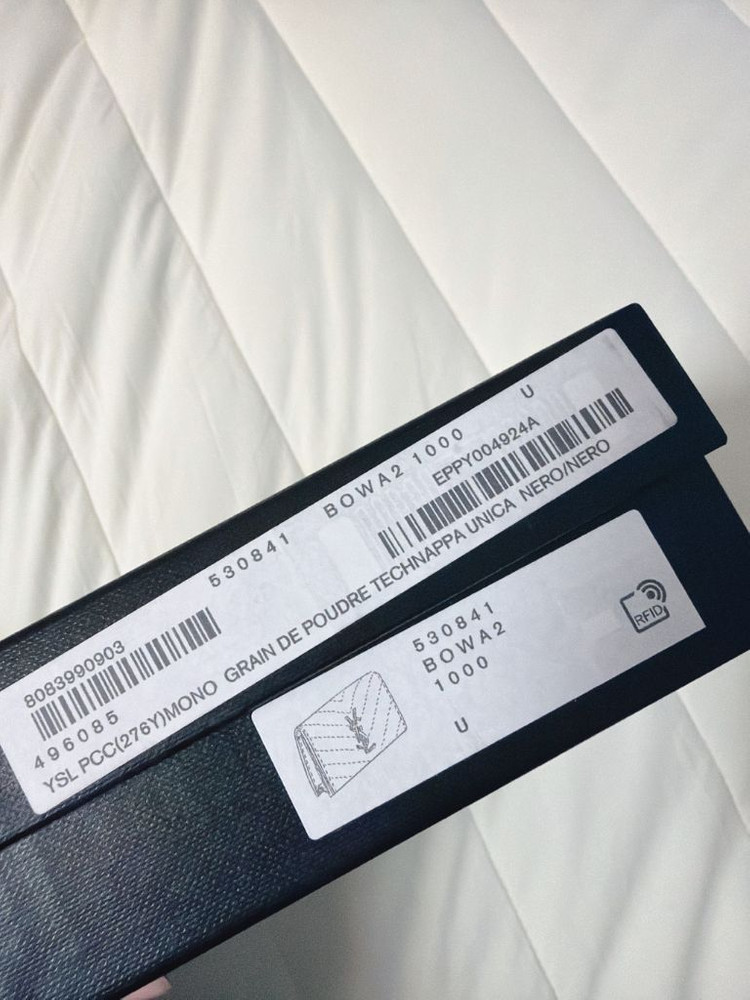 530841 BOWA2 1000 U
8083990903 EPPY004924A
496085
YSL PCC(276Y)MONO GRAIN DE POUDRE TECHNAPPA UNICA NERO/NERO
530841
BOWA2
1000
U
RFID
YSL